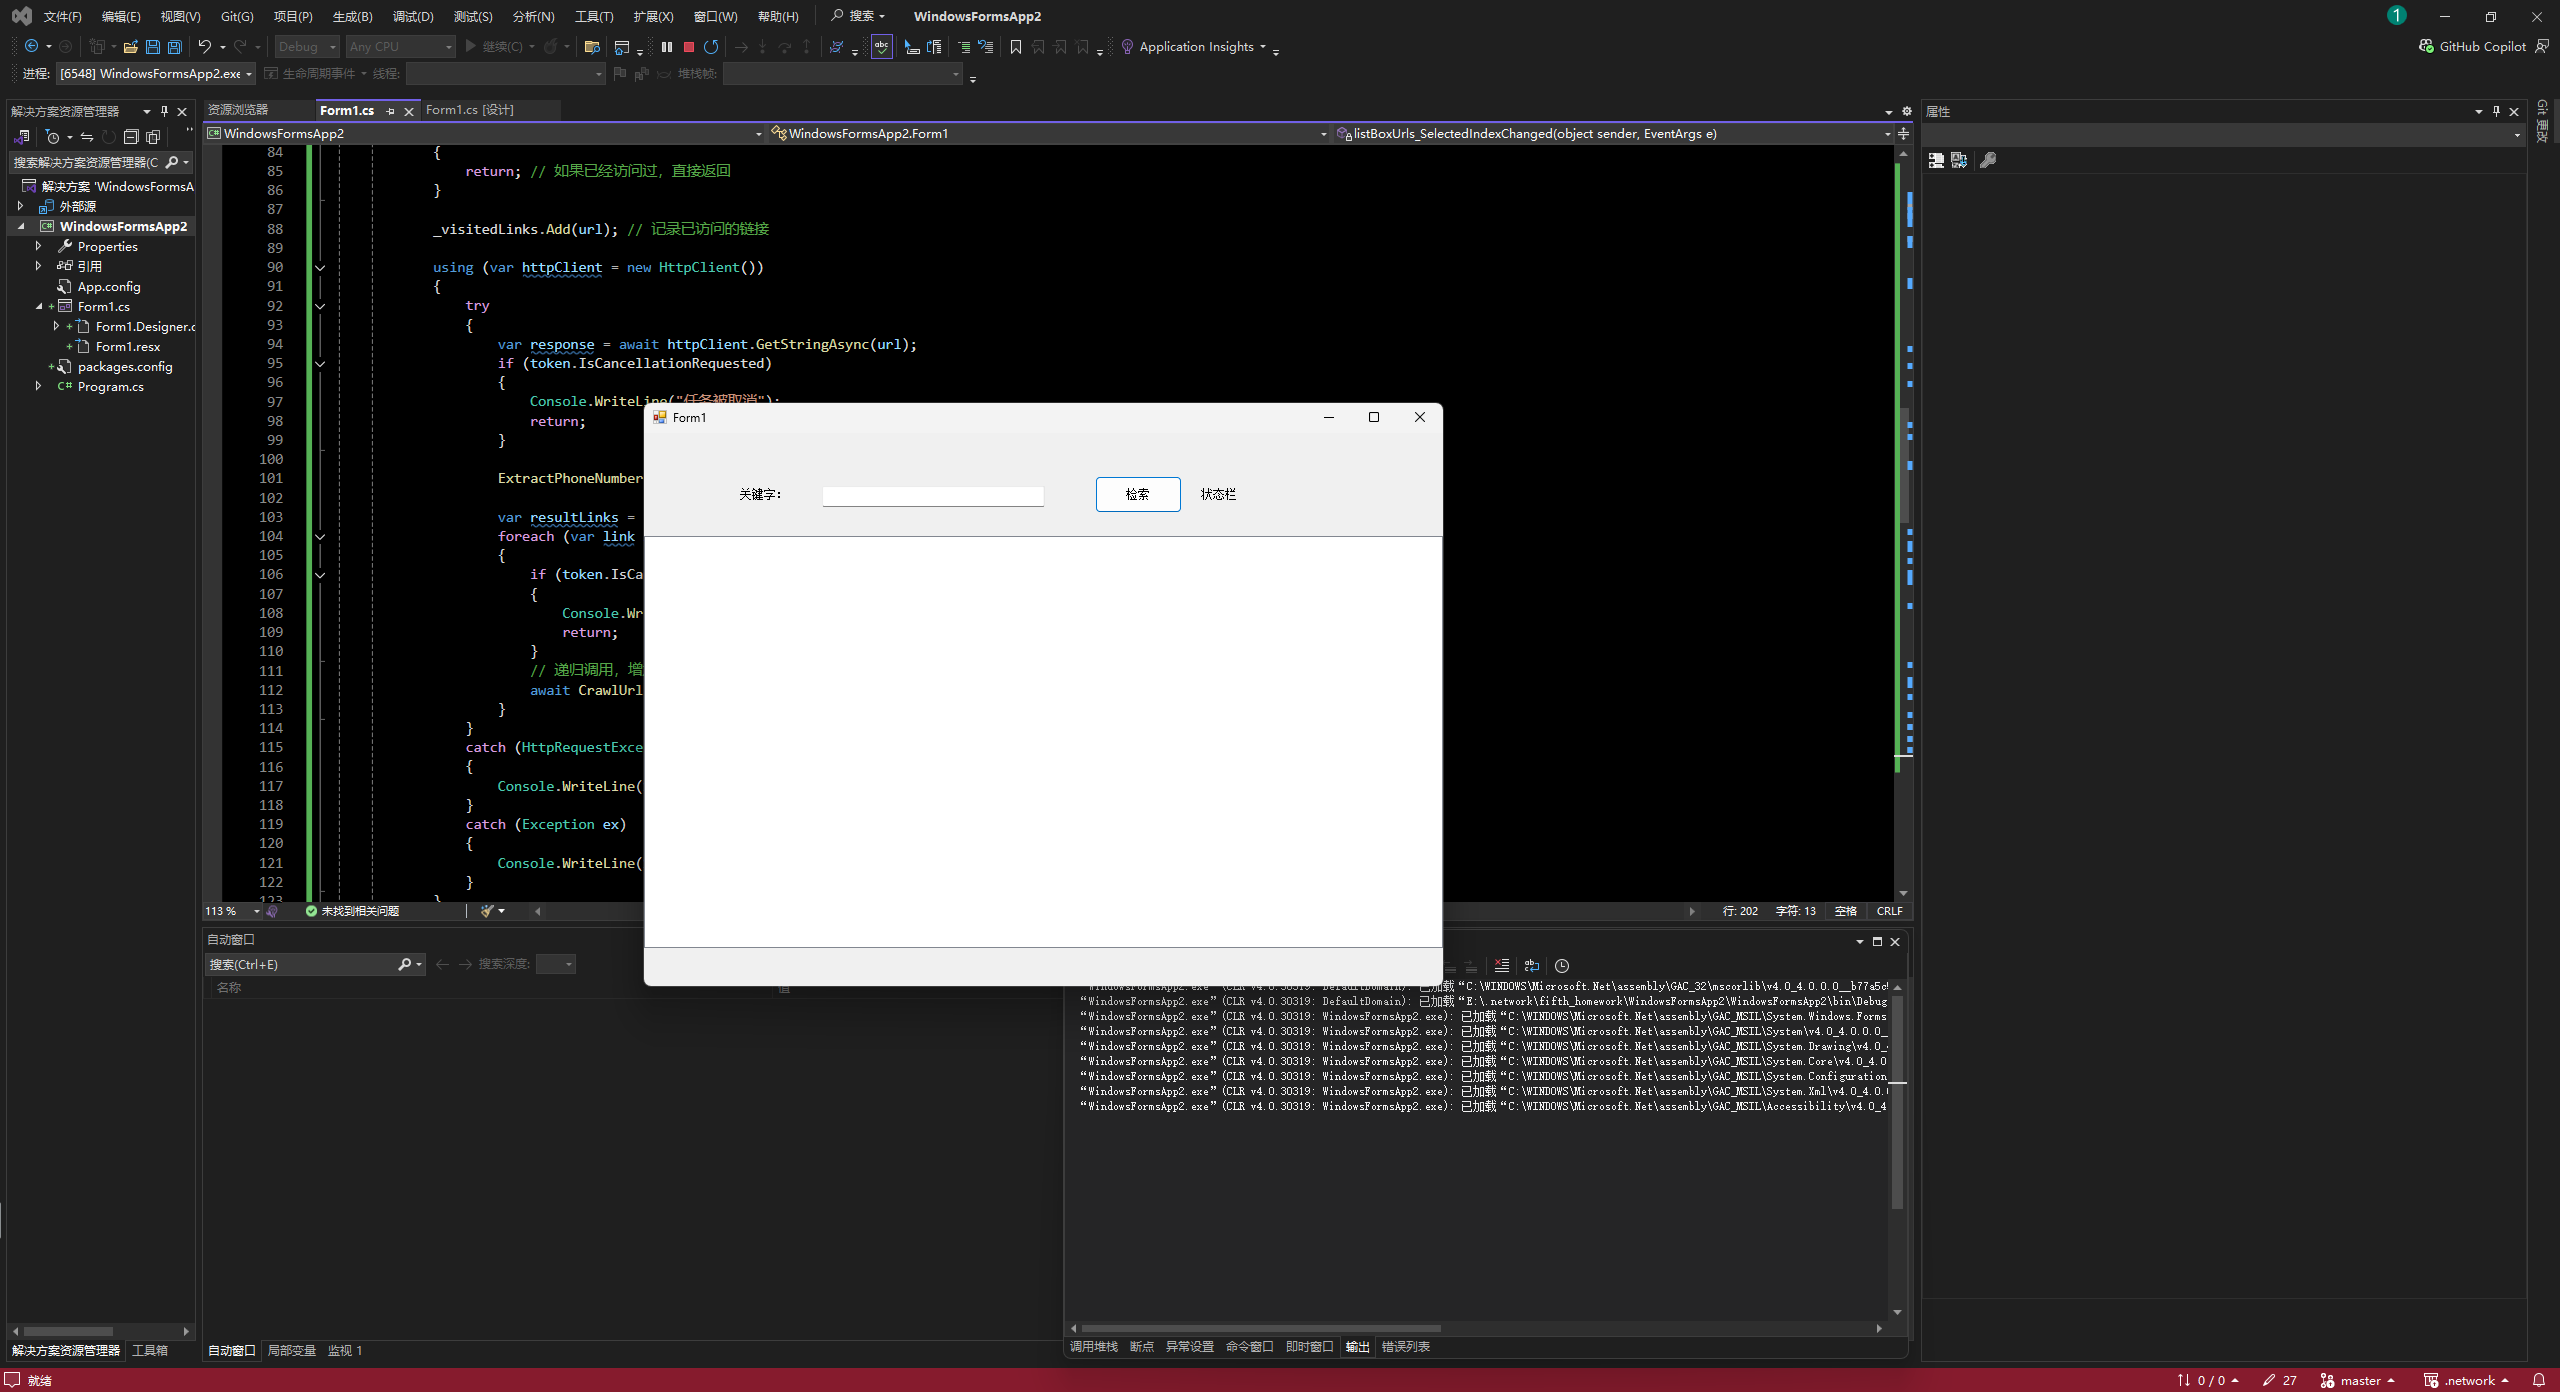 文件(F) 编辑(E) 视图(V) Git(G) 项目(P) 生成(B) 调试(D) 测试(S) 分析(N) 工具(T) 扩展(X) 窗口(W) 帮助(H) 搜索 WindowsFormsApp2 1
Debug Any CPU 继续(C) Application Insights GitHub Copilot
进程: [6548] WindowsFormsApp2.exe 生命周期事件 线程: 堆栈帧:
解决方案资源管理器
搜索解决方案资源管理器(C
解决方案 'WindowsFormsA
外部源
WindowsFormsApp2
Properties
引用
App.config
Form1.cs
Form1.Designer.c
Form1.resx
packages.config
Program.cs
解决方案资源管理器 工具箱
资源浏览器 Form1.cs Form1.cs [设计]
WindowsFormsApp2 WindowsFormsApp2.Form1 listBoxUrls_SelectedIndexChanged(object sender, EventArgs e)
84 {
85 return; // 如果已经访问过，直接返回
86 }
87
88 _visitedLinks.Add(url); // 记录已访问的链接
89
90 using (var httpClient = new HttpClient())
91 {
92 try
93 {
94 var response = await httpClient.GetStringAsync(url);
95 if (token.IsCancellationRequested)
96 {
97 Console.WriteLine("任务被取消");
98 return;
99 }
100
101 ExtractPhoneNumber
102
103 var resultLinks =
104 foreach (var link
105 {
106 if (token.IsCa
107 {
108 Console.Wr
109 return;
110 }
111 // 递归调用，增
112 await CrawlUrl
113 }
114 }
115 catch (HttpRequestExce
116 {
117 Console.WriteLine(
118 }
119 catch (Exception ex)
120 {
121 Console.WriteLine(
122 }
123 }
113 % 未找到相关问题 行: 202 字符: 13 空格 CRLF
Form1
关键字: 检索 状态栏
自动窗口
搜索(Ctrl+E) 搜索深度:
名称 值
自动窗口 局部变量 监视 1
“WindowsFormsApp2.exe”(CLR v4.0.30319: DefaultDomain): 已加载“C:\WINDOWS\Microsoft.Net\assembly\GAC_32\mscorlib\v4.0_4.0.0.0__b77a5c
“WindowsFormsApp2.exe”(CLR v4.0.30319: DefaultDomain): 已加载“E:\.network\fifth_homework\WindowsFormsApp2\WindowsFormsApp2\bin\Debug
“WindowsFormsApp2.exe”(CLR v4.0.30319: WindowsFormsApp2.exe): 已加载“C:\WINDOWS\Microsoft.Net\assembly\GAC_MSIL\System.Windows.Forms
“WindowsFormsApp2.exe”(CLR v4.0.30319: WindowsFormsApp2.exe): 已加载“C:\WINDOWS\Microsoft.Net\assembly\GAC_MSIL\System\v4.0_4.0.0.0__
“WindowsFormsApp2.exe”(CLR v4.0.30319: WindowsFormsApp2.exe): 已加载“C:\WINDOWS\Microsoft.Net\assembly\GAC_MSIL\System.Drawing\v4.0_
“WindowsFormsApp2.exe”(CLR v4.0.30319: WindowsFormsApp2.exe): 已加载“C:\WINDOWS\Microsoft.Net\assembly\GAC_MSIL\System.Core\v4.0_4.0
“WindowsFormsApp2.exe”(CLR v4.0.30319: WindowsFormsApp2.exe): 已加载“C:\WINDOWS\Microsoft.Net\assembly\GAC_MSIL\System.Configuration
“WindowsFormsApp2.exe”(CLR v4.0.30319: WindowsFormsApp2.exe): 已加载“C:\WINDOWS\Microsoft.Net\assembly\GAC_MSIL\System.Xml\v4.0_4.0.
“WindowsFormsApp2.exe”(CLR v4.0.30319: WindowsFormsApp2.exe): 已加载“C:\WINDOWS\Microsoft.Net\assembly\GAC_MSIL\Accessibility\v4.0_4
调用堆栈 断点 异常设置 命令窗口 即时窗口 输出 错误列表
属性
Git 更改
就绪 0 / 0 27 master .network